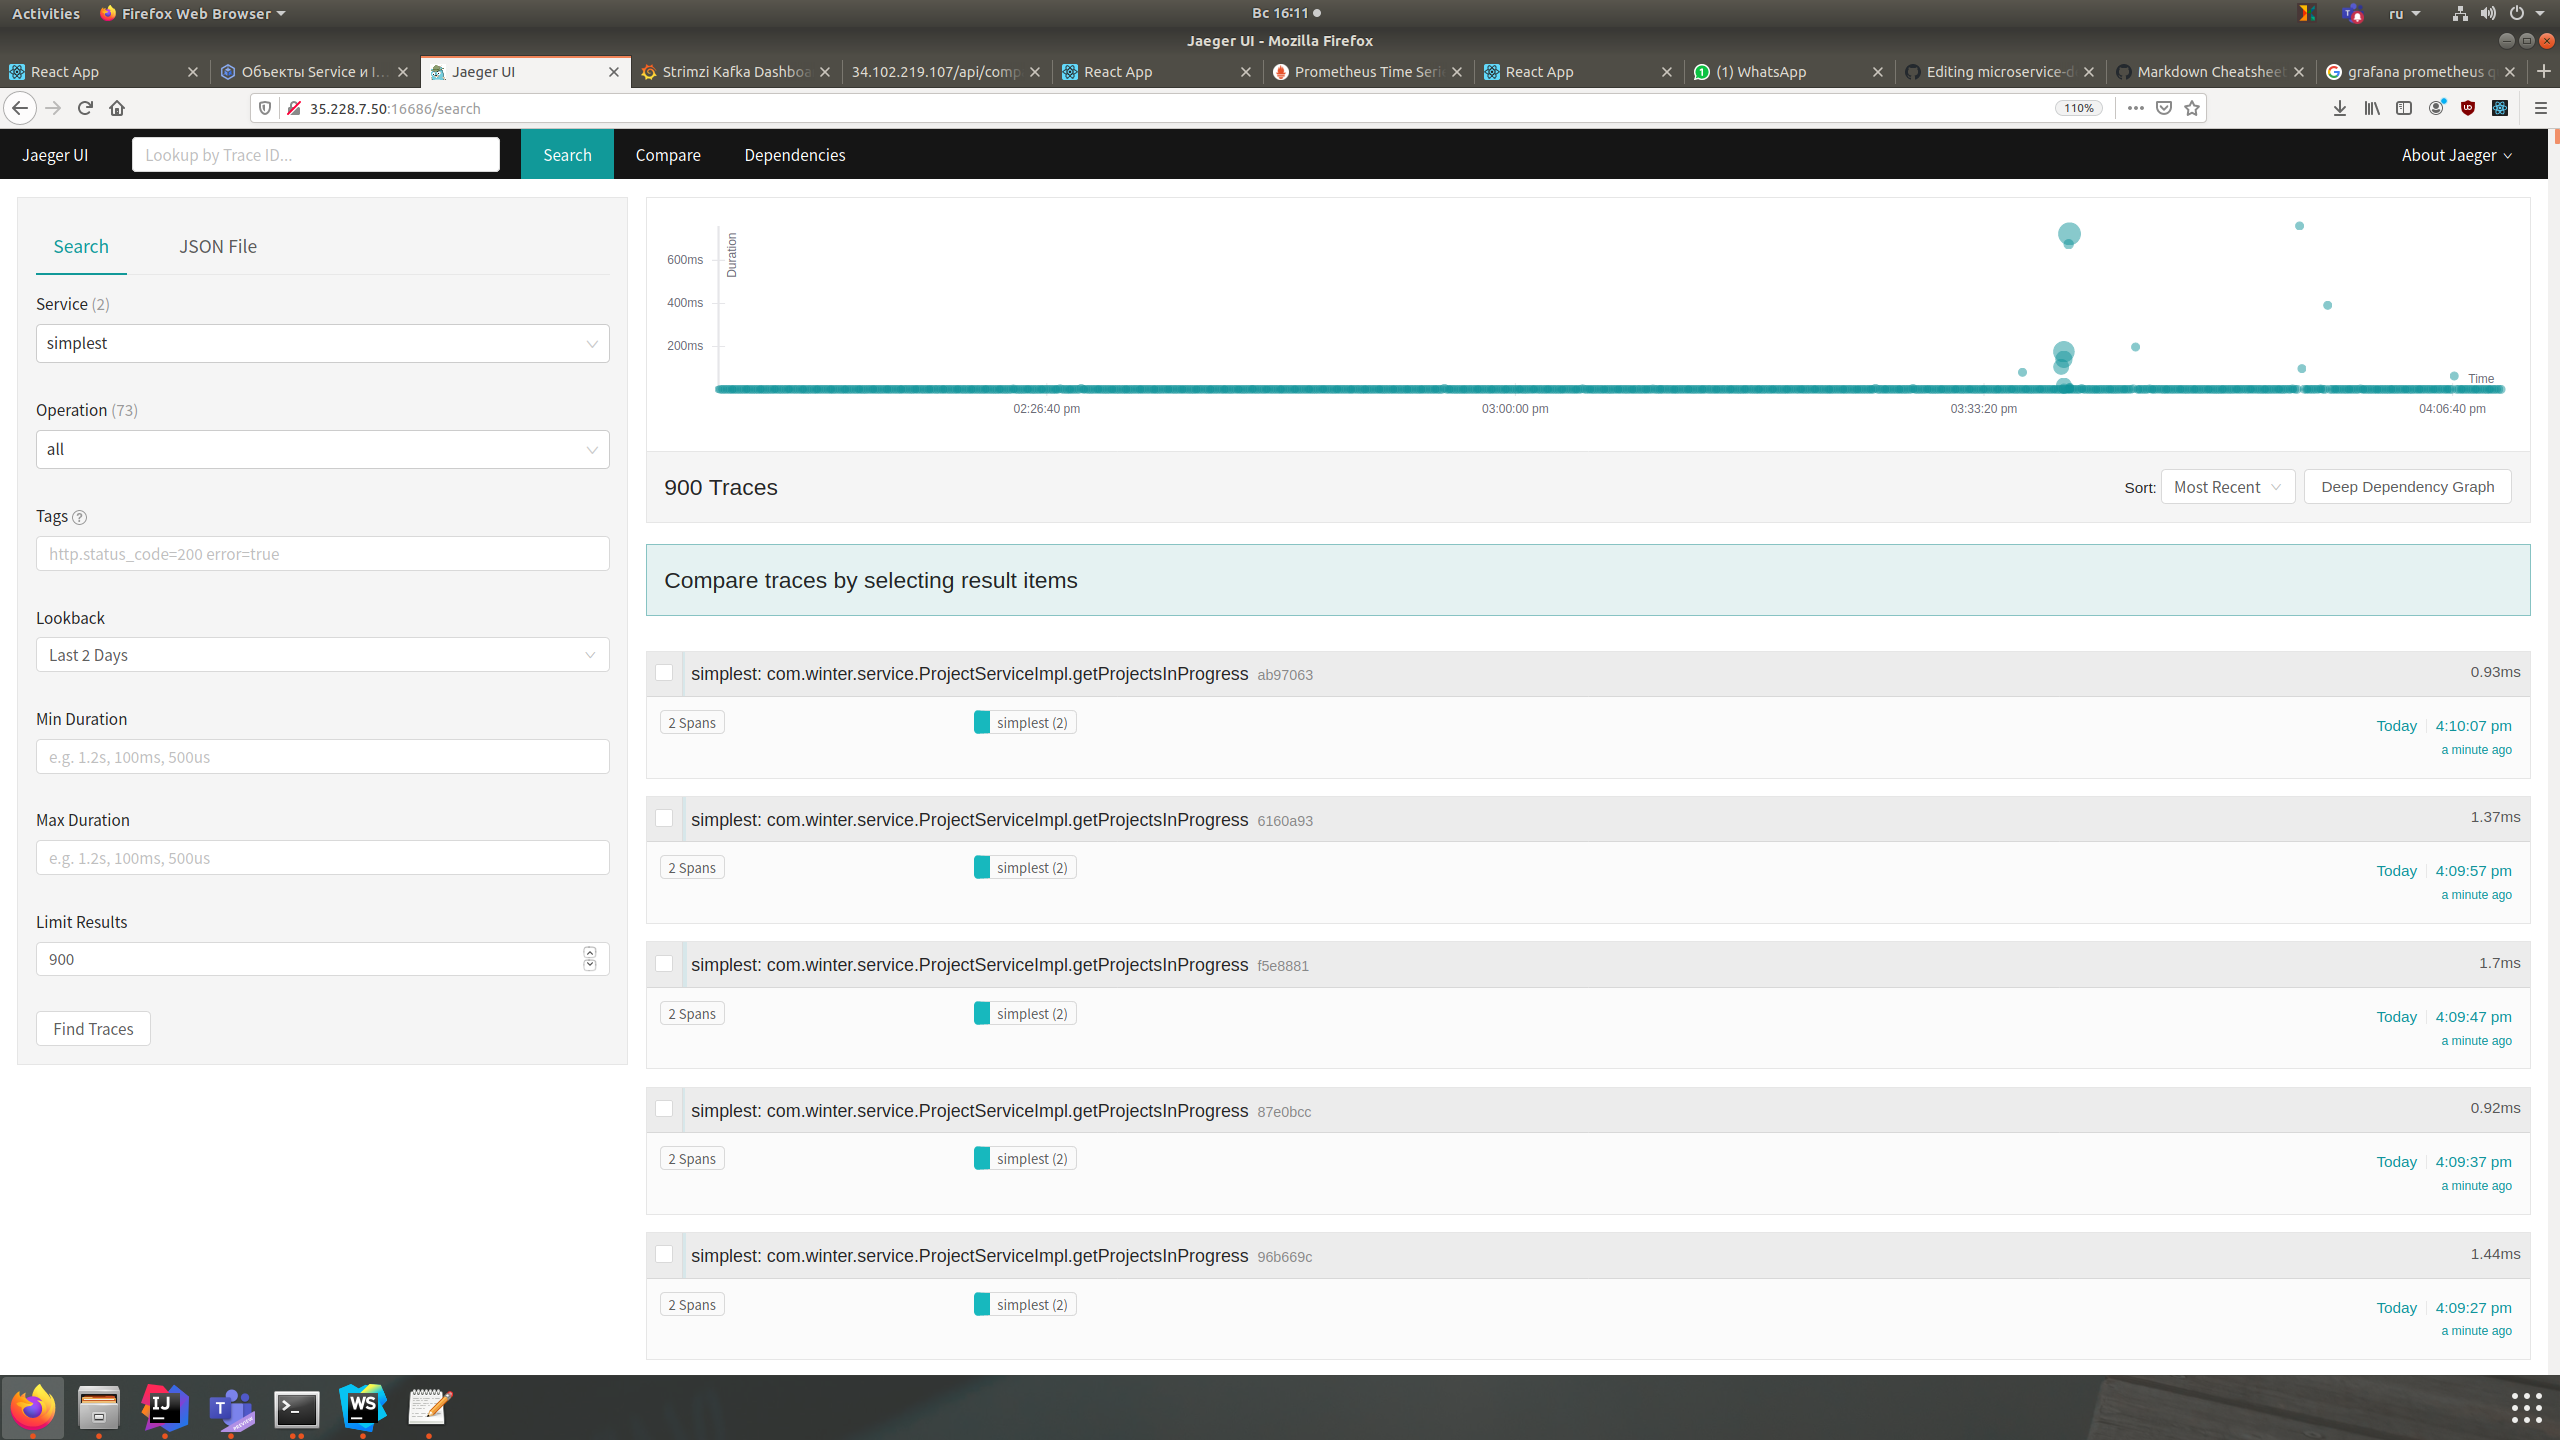 Activities Firefox Web Browser Вс 16:11 ru
Jaeger UI - Mozilla Firefox
React App Объекты Service и I... Jaeger UI Strimzi Kafka Dashboa 34.102.219.107/api/comp React App Prometheus Time Seri React App (1) WhatsApp Editing microservice-d Markdown Cheatsheet grafana prometheus q
35.228.7.50:16686/search 110%
Jaeger UI Lookup by Trace ID... Search Compare Dependencies About Jaeger
Search JSON File
Service (2)
simplest
Operation (73)
all
Tags ?
http.status_code=200 error=true
Lookback
Last 2 Days
Min Duration
e.g. 1.2s, 100ms, 500us
Max Duration
e.g. 1.2s, 100ms, 500us
Limit Results
900
Find Traces
Duration
600ms
400ms
200ms
Time
02:26:40 pm 03:00:00 pm 03:33:20 pm 04:06:40 pm
900 Traces Sort: Most Recent Deep Dependency Graph
Compare traces by selecting result items
simplest: com.winter.service.ProjectServiceImpl.getProjectsInProgress ab97063 0.93ms
2 Spans simplest (2) Today 4:10:07 pm
a minute ago
simplest: com.winter.service.ProjectServiceImpl.getProjectsInProgress 6160a93 1.37ms
2 Spans simplest (2) Today 4:09:57 pm
a minute ago
simplest: com.winter.service.ProjectServiceImpl.getProjectsInProgress f5e8881 1.7ms
2 Spans simplest (2) Today 4:09:47 pm
a minute ago
simplest: com.winter.service.ProjectServiceImpl.getProjectsInProgress 87e0bcc 0.92ms
2 Spans simplest (2) Today 4:09:37 pm
a minute ago
simplest: com.winter.service.ProjectServiceImpl.getProjectsInProgress 96b669c 1.44ms
2 Spans simplest (2) Today 4:09:27 pm
a minute ago
IJ T PREVIEW >_ WS